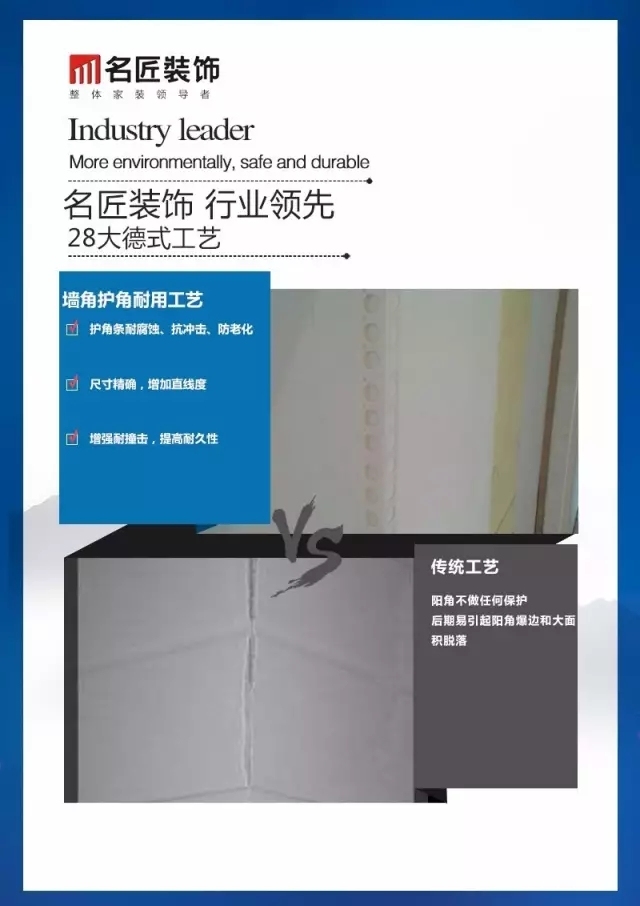 名匠装饰
整体家装领导者
Industry leader
More environmentally, safe and durable
名匠装饰 行业领先
28大德式工艺
墙角护角耐用工艺
护角条耐腐蚀、抗冲击、防老化
尺寸精确，增加直线度
增强耐撞击，提高耐久性
VS
传统工艺
阳角不做任何保护
后期易引起阳角爆边和大面
积脱落